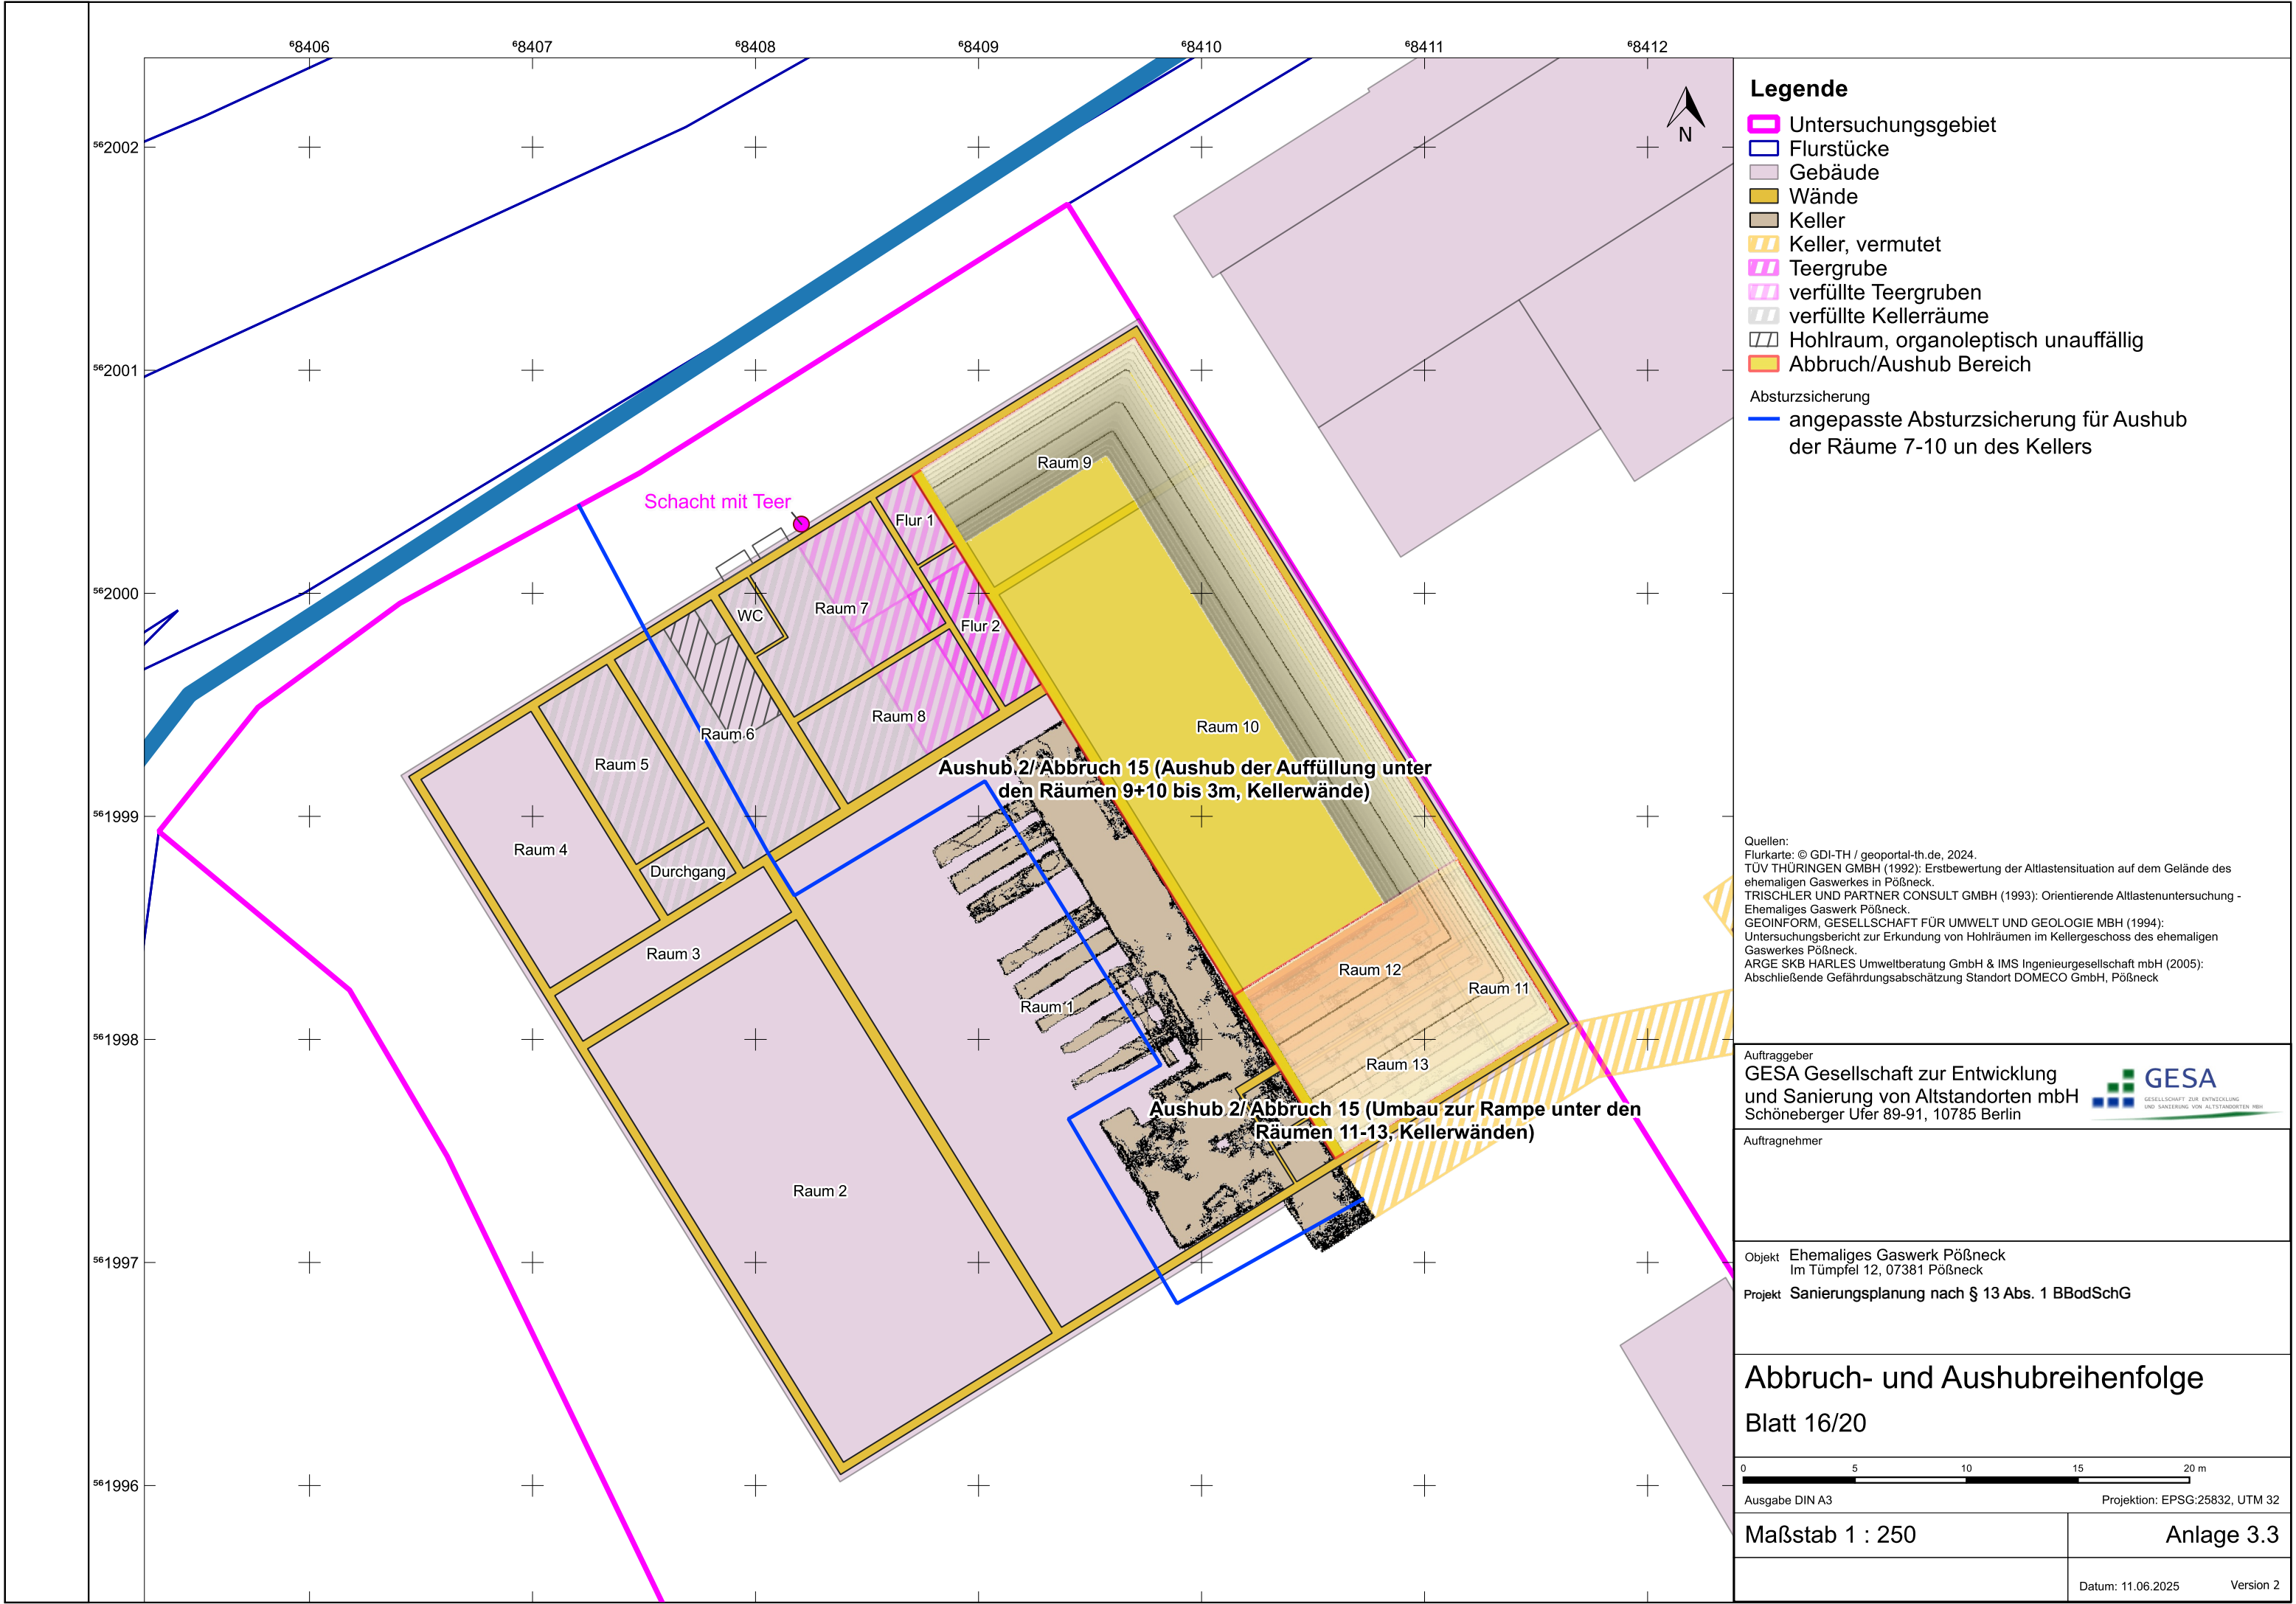 ⁶8406 ⁶8407 ⁶8408 ⁶8409 ⁶8410 ⁶8411 ⁶8412
⁵⁶2002
⁵⁶2001
⁵⁶2000
⁵⁶1999
⁵⁶1998
⁵⁶1997
⁵⁶1996
N
Schacht mit Teer
Raum 9
Flur 1
WC
Raum 7
Flur 2
Raum 8
Raum 6
Raum 5
Raum 10
Aushub 2/ Abbruch 15 (Aushub der Auffüllung unter
den Räumen 9+10 bis 3m, Kellerwände)
Raum 4
Durchgang
Raum 3
Raum 12
Raum 11
Raum 1
Raum 13
Aushub 2/ Abbruch 15 (Umbau zur Rampe unter den
Räumen 11-13, Kellerwänden)
Raum 2
Legende
Untersuchungsgebiet
Flurstücke
Gebäude
Wände
Keller
Keller, vermutet
Teergrube
verfüllte Teergruben
verfüllte Kellerräume
Hohlraum, organoleptisch unauffällig
Abbruch/Aushub Bereich
Absturzsicherung
angepasste Absturzsicherung für Aushub
der Räume 7-10 un des Kellers
Quellen:
Flurkarte: © GDI-TH / geoportal-th.de, 2024.
TÜV THÜRINGEN GMBH (1992): Erstbewertung der Altlastensituation auf dem Gelände des
ehemaligen Gaswerkes in Pößneck.
TRISCHLER UND PARTNER CONSULT GMBH (1993): Orientierende Altlastenuntersuchung -
Ehemaliges Gaswerk Pößneck.
GEOINFORM, GESELLSCHAFT FÜR UMWELT UND GEOLOGIE MBH (1994):
Untersuchungsbericht zur Erkundung von Hohlräumen im Kellergeschoss des ehemaligen
Gaswerkes Pößneck.
ARGE SKB HARLES Umweltberatung GmbH & IMS Ingenieurgesellschaft mbH (2005):
Abschließende Gefährdungsabschätzung Standort DOMECO GmbH, Pößneck
Auftraggeber
GESA Gesellschaft zur Entwicklung
und Sanierung von Altstandorten mbH
Schöneberger Ufer 89-91, 10785 Berlin
GESA
GESELLSCHAFT ZUR ENTWICKLUNG
UND SANIERUNG VON ALTSTANDORTEN MBH
Auftragnehmer
Objekt Ehemaliges Gaswerk Pößneck
Im Tümpfel 12, 07381 Pößneck
Projekt Sanierungsplanung nach § 13 Abs. 1 BBodSchG
Abbruch- und Aushubreihenfolge
Blatt 16/20
0 5 10 15 20 m
Ausgabe DIN A3 Projektion: EPSG:25832, UTM 32
Maßstab 1 : 250 Anlage 3.3
Datum: 11.06.2025 Version 2